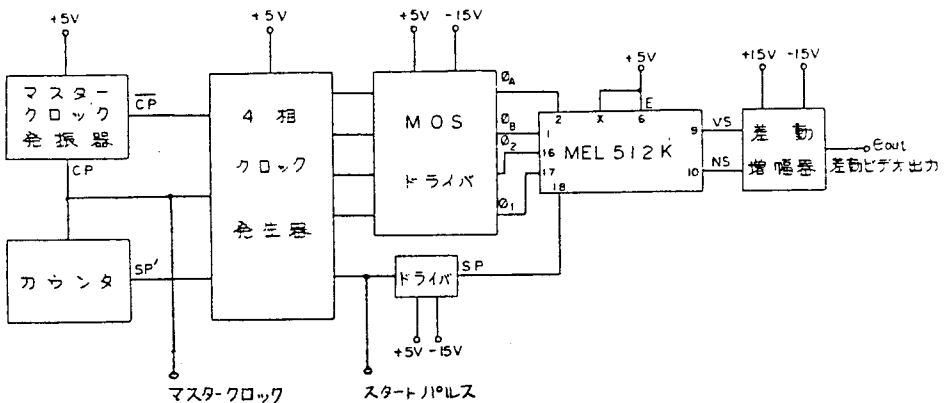 +5V
+5V
+5V
-15V
+5V
+15V
-15V
マスター
クロック
発振器
C̅P̅
CP
カウンタ
SP'
4相
クロック
発生器
MOS
ドライバ
ØA
ØB
Ø2
Ø1
2
1
16
17
18
X
6
E
MEL 512K
9
10
VS
NS
差動
増幅器
Eout
差動ビデオ出力
ドライバ
SP
+5V
-15V
マスタークロック
スタートパルス